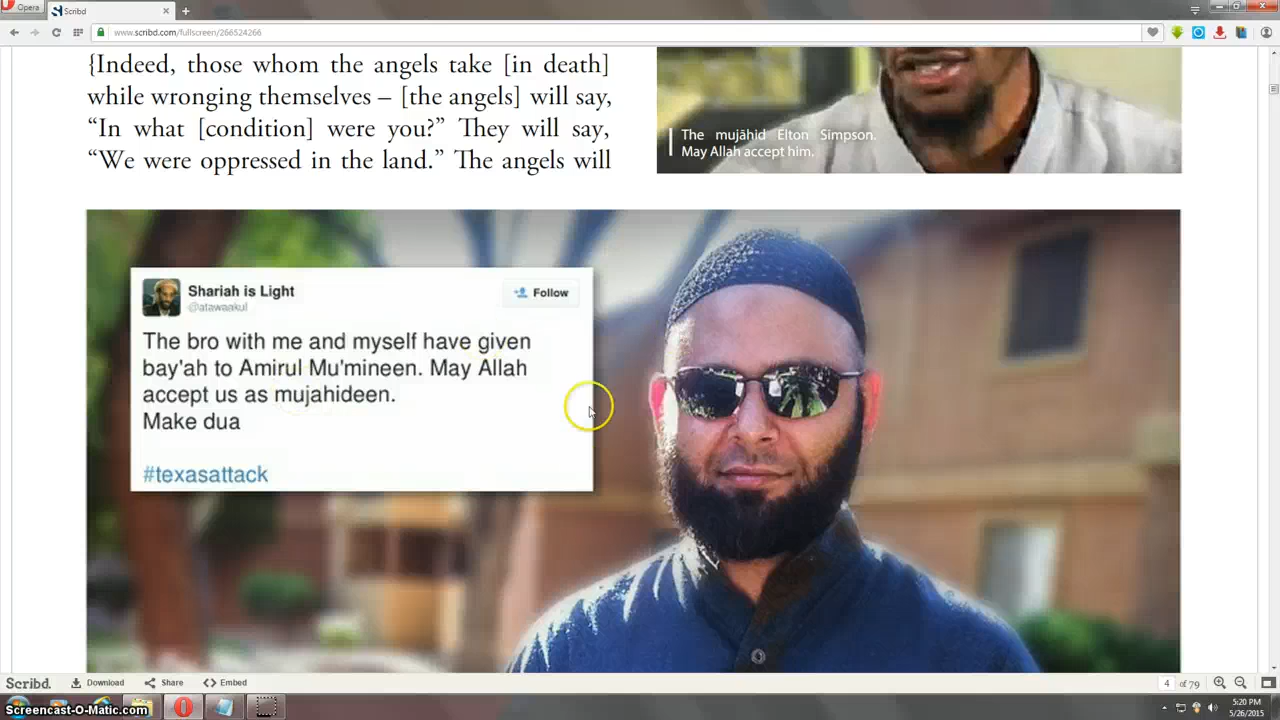 Opera
Scribd
www.scribd.com/fullscreen/266524266
{Indeed, those whom the angels take [in death]
while wronging themselves – [the angels] will say,
“In what [condition] were you?” They will say,
“We were oppressed in the land.” The angels will
The mujāhid Elton Simpson.
May Allah accept him.
Shariah is Light
@atawaakul
Follow
The bro with me and myself have given
bay'ah to Amirul Mu'mineen. May Allah
accept us as mujahideen.
Make dua
#texasattack
Scribd.
Download
Share
Embed
4 of 79
Screencast-O-Matic.com
5:20 PM
5/26/2015